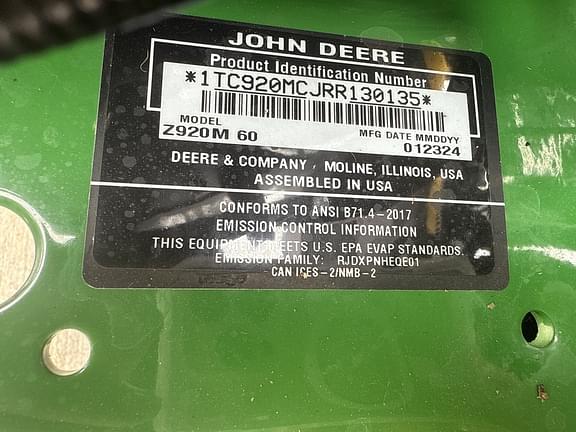 JOHN DEERE
Product Identification Number
*1TC920MCJRR130135*
MODEL MFG DATE MMDDYY
Z920M 60 012324
DEERE & COMPANY, MOLINE, ILLINOIS, USA
ASSEMBLED IN USA
CONFORMS TO ANSI B71.4-2017
EMISSION CONTROL INFORMATION
THIS EQUIPMENT MEETS U.S. EPA EVAP STANDARDS.
EMISSION FAMILY: RJDXPNHEQE01
CAN ICES-2/NMB-2